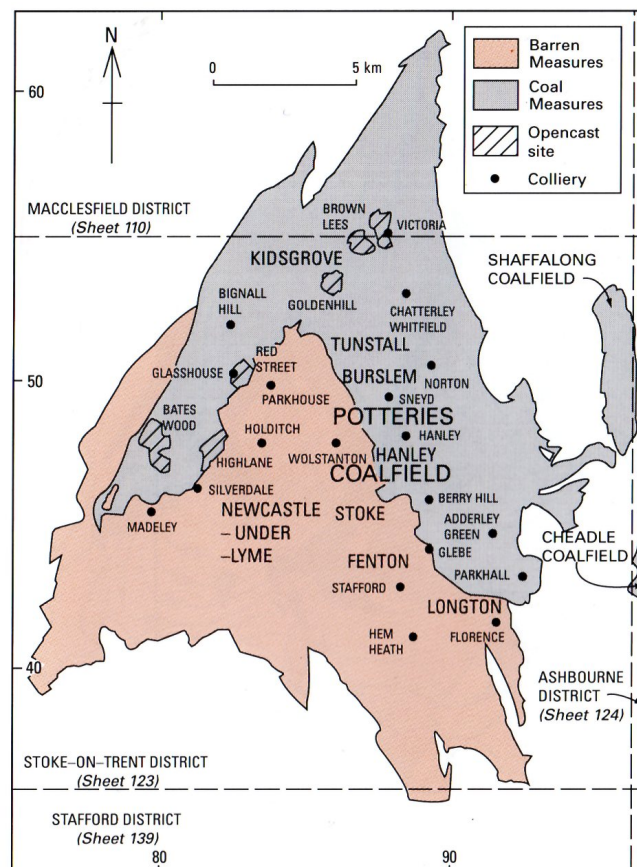 N
0 5 km
Barren
Measures
Coal
Measures
Opencast
site
Colliery
60
50
40
80
90
MACCLESFIELD DISTRICT
(Sheet 110)
BROWN
LEES
VICTORIA
KIDSGROVE
SHAFFALONG
COALFIELD
GOLDENHILL
BIGNALL
HILL
CHATTERLEY
WHITFIELD
TUNSTALL
RED
STREET
GLASSHOUSE
BURSLEM
NORTON
PARKHOUSE
SNEYD
BATES
WOOD
POTTERIES
HOLDITCH
HANLEY
HIGHLANE
WOLSTANTON
HANLEY
COALFIELD
SILVERDALE
BERRY HILL
MADELEY
NEWCASTLE
– UNDER
–LYME
STOKE
ADDERLEY
GREEN
CHEADLE
COALFIELD
GLEBE
FENTON
PARKHALL
STAFFORD
LONGTON
FLORENCE
HEM
HEATH
ASHBOURNE
DISTRICT
(Sheet 124)
STOKE–ON–TRENT DISTRICT
(Sheet 123)
STAFFORD DISTRICT
(Sheet 139)